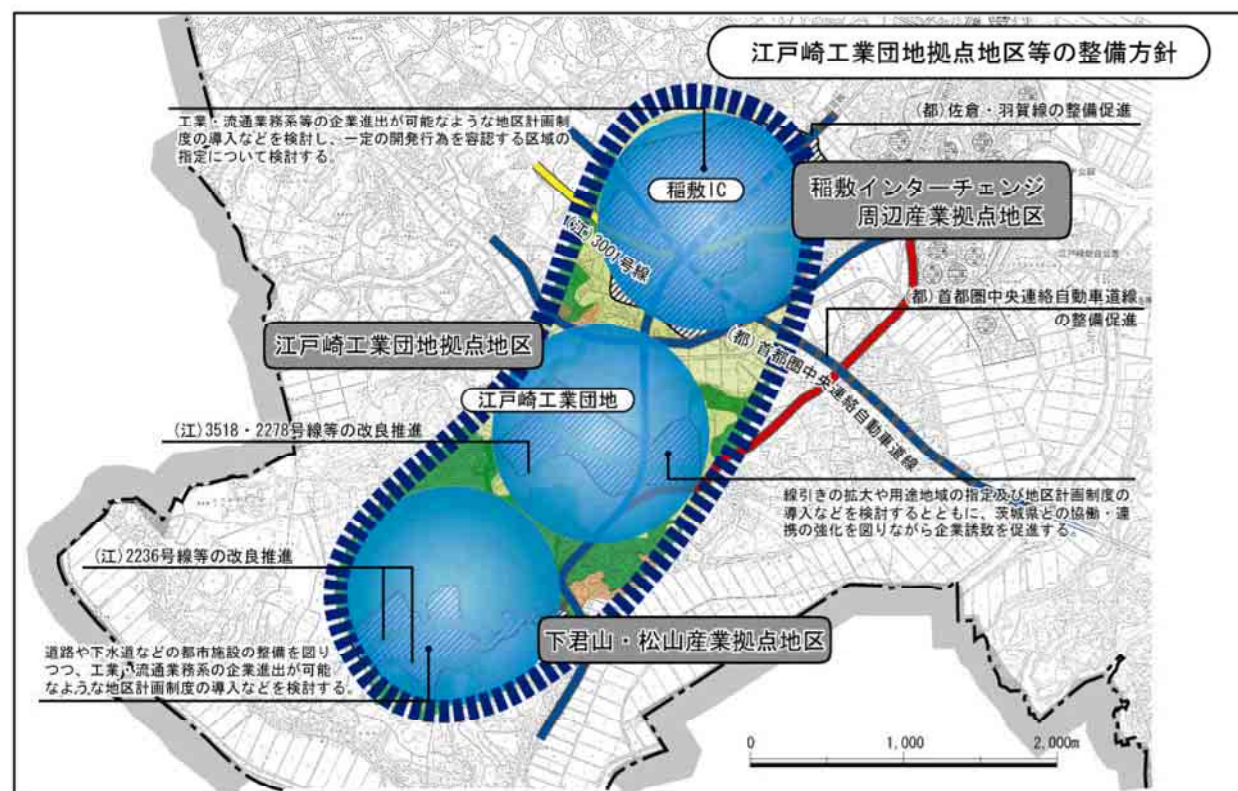 江戸崎工業団地拠点地区等の整備方針
(都)佐倉・羽賀線の整備促進
工業・流通業務系等の企業進出が可能なような地区計画制
度の導入などを検討し、一定の開発行為を容認する区域の
指定について検討する。
稲敷IC
稲敷インターチェンジ
周辺産業拠点地区
(江)3001号線
(都)首都圏中央連絡自動車道線
の整備促進
江戸崎工業団地拠点地区
(都)首都圏中央連絡自動車道線
江戸崎工業団地
(江)3518・2278号線等の改良推進
線引きの拡大や用途地域の指定及び地区計画制度の
導入などを検討するとともに、茨城県との協働・連
携の強化を図りながら企業誘致を促進する。
(江)2236号線等の改良推進
下君山・松山産業拠点地区
道路や下水道などの都市施設の整備を図り
つつ、工業・流通業務系の企業進出が可能
なような地区計画制度の導入などを検討する。
0 1,000 2,000m